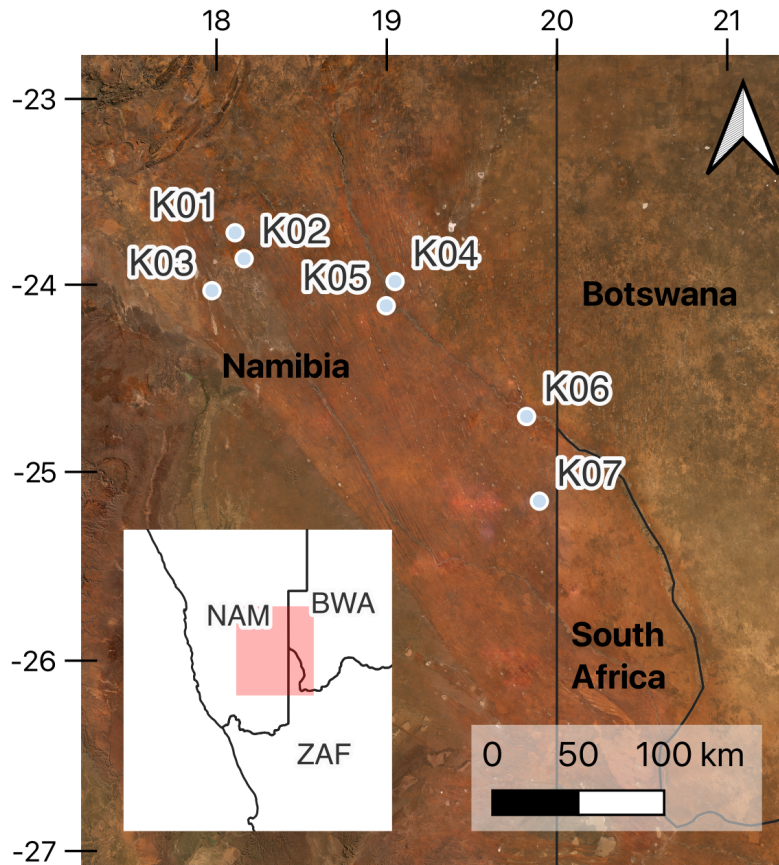 18 19 20 21
-23
K01
K02
K03
K04
K05
-24
Botswana
Namibia
K06
-25
K07
NAM
BWA
South
Africa
-26
ZAF
0 50 100 km
-27